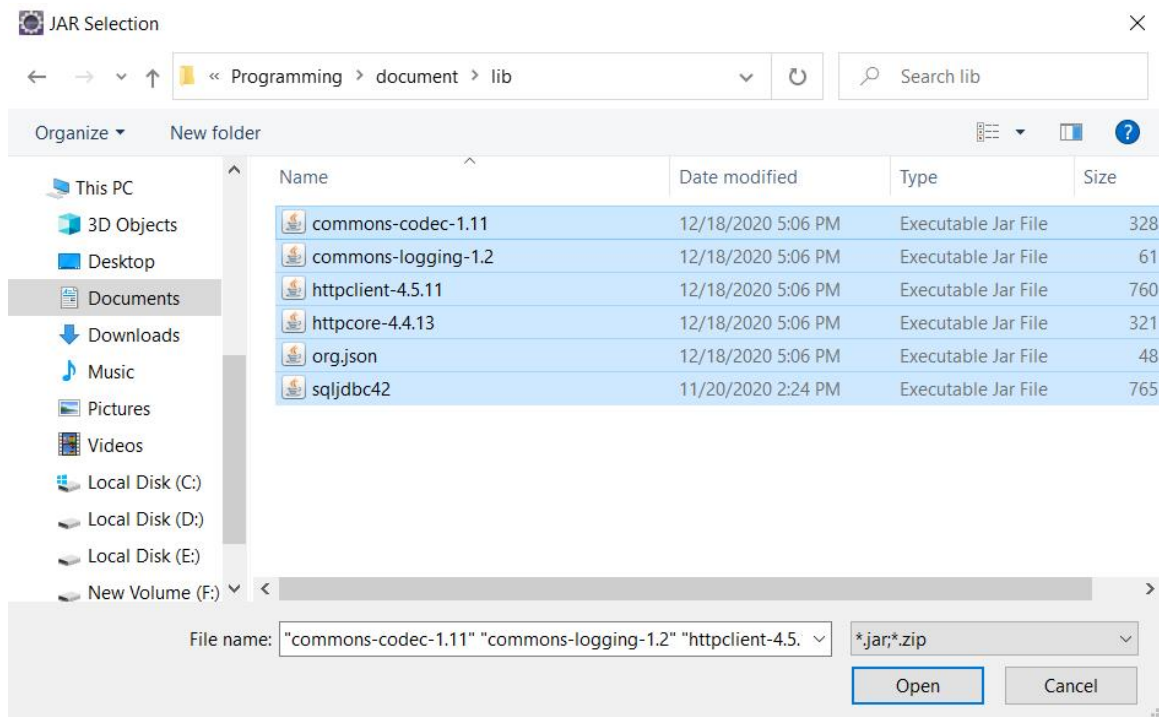 JAR Selection
« Programming > document > lib
Search lib
Organize
New folder
This PC
3D Objects
Desktop
Documents
Downloads
Music
Pictures
Videos
Local Disk (C:)
Local Disk (D:)
Local Disk (E:)
New Volume (F:)
Name Date modified Type Size
commons-codec-1.11 12/18/2020 5:06 PM Executable Jar File 328
commons-logging-1.2 12/18/2020 5:06 PM Executable Jar File 61
httpclient-4.5.11 12/18/2020 5:06 PM Executable Jar File 760
httpcore-4.4.13 12/18/2020 5:06 PM Executable Jar File 321
org.json 12/18/2020 5:06 PM Executable Jar File 48
sqljdbc42 11/20/2020 2:24 PM Executable Jar File 765
File name: "commons-codec-1.11" "commons-logging-1.2" "httpclient-4.5.
*.jar;*.zip
Open
Cancel